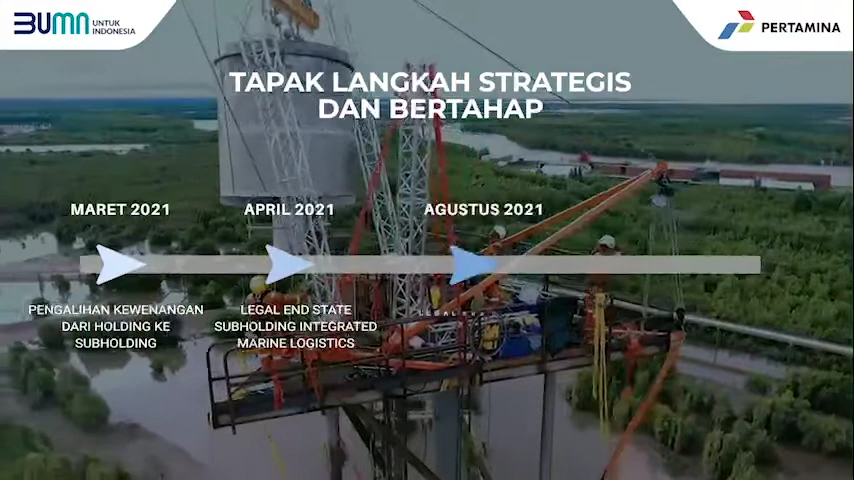 BUMN UNTUK
INDONESIA
PERTAMINA
TAPAK LANGKAH STRATEGIS
DAN BERTAHAP
MARET 2021
APRIL 2021
AGUSTUS 2021
PENGALIHAN KEWENANGAN
DARI HOLDING KE
SUBHOLDING
LEGAL END STATE
SUBHOLDING INTEGRATED
MARINE LOGISTICS